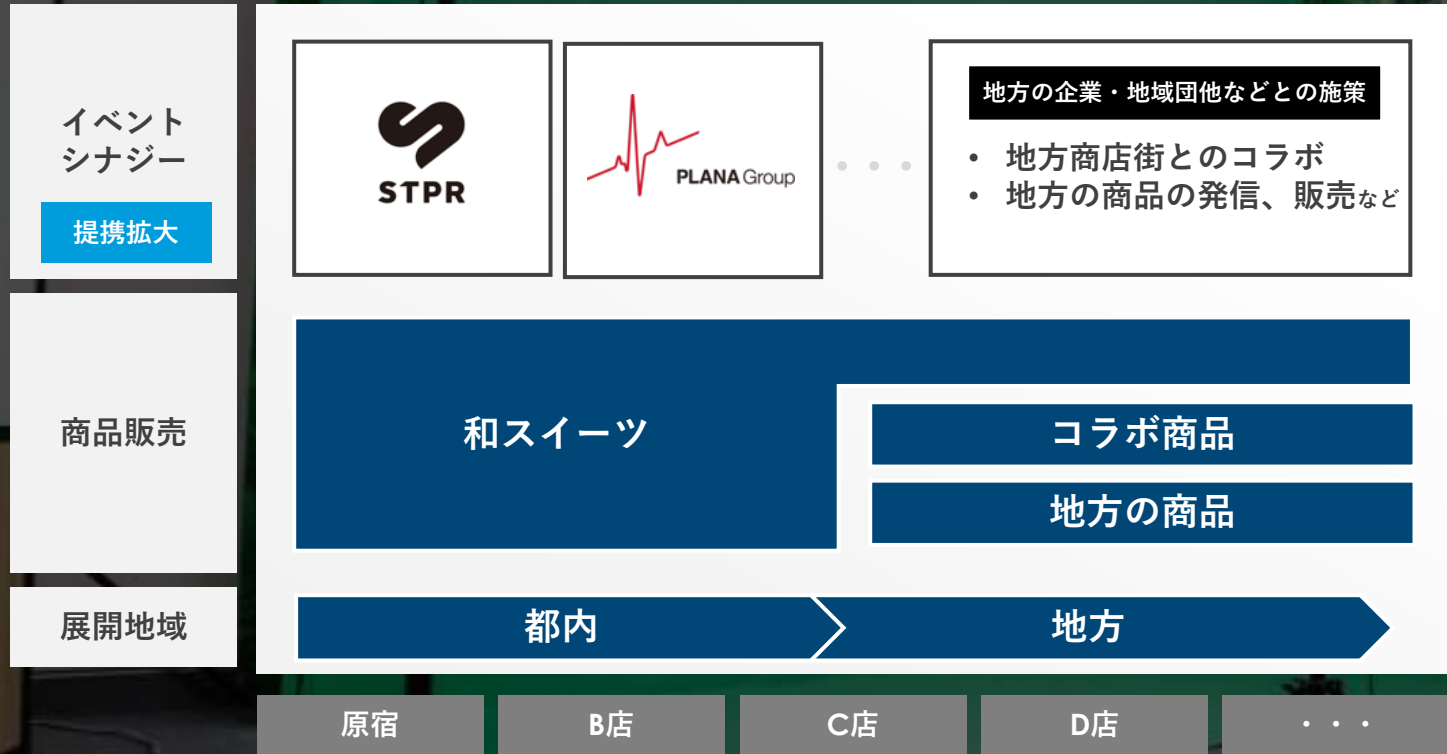 イベント
シナジー
提携拡大
STPR
PLANA Group
・・・
地方の企業・地域団他などとの施策
• 地方商店街とのコラボ
• 地方の商品の発信、販売など
商品販売
和スイーツ
コラボ商品
地方の商品
展開地域
都内
地方
原宿
B店
C店
D店
・・・